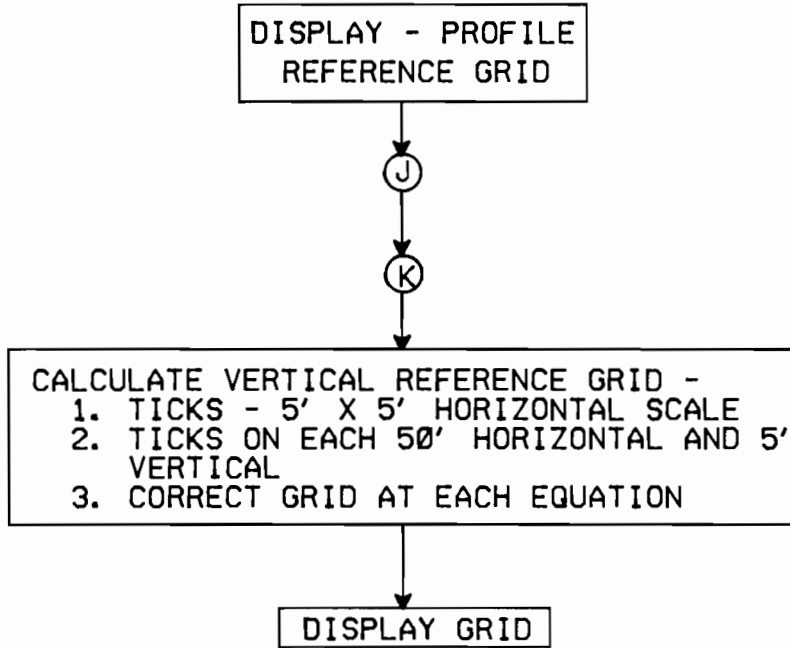 DISPLAY - PROFILE
REFERENCE GRID
J
K
CALCULATE VERTICAL REFERENCE GRID -
1. TICKS - 5' X 5' HORIZONTAL SCALE
2. TICKS ON EACH 50' HORIZONTAL AND 5'
VERTICAL
3. CORRECT GRID AT EACH EQUATION
DISPLAY GRID